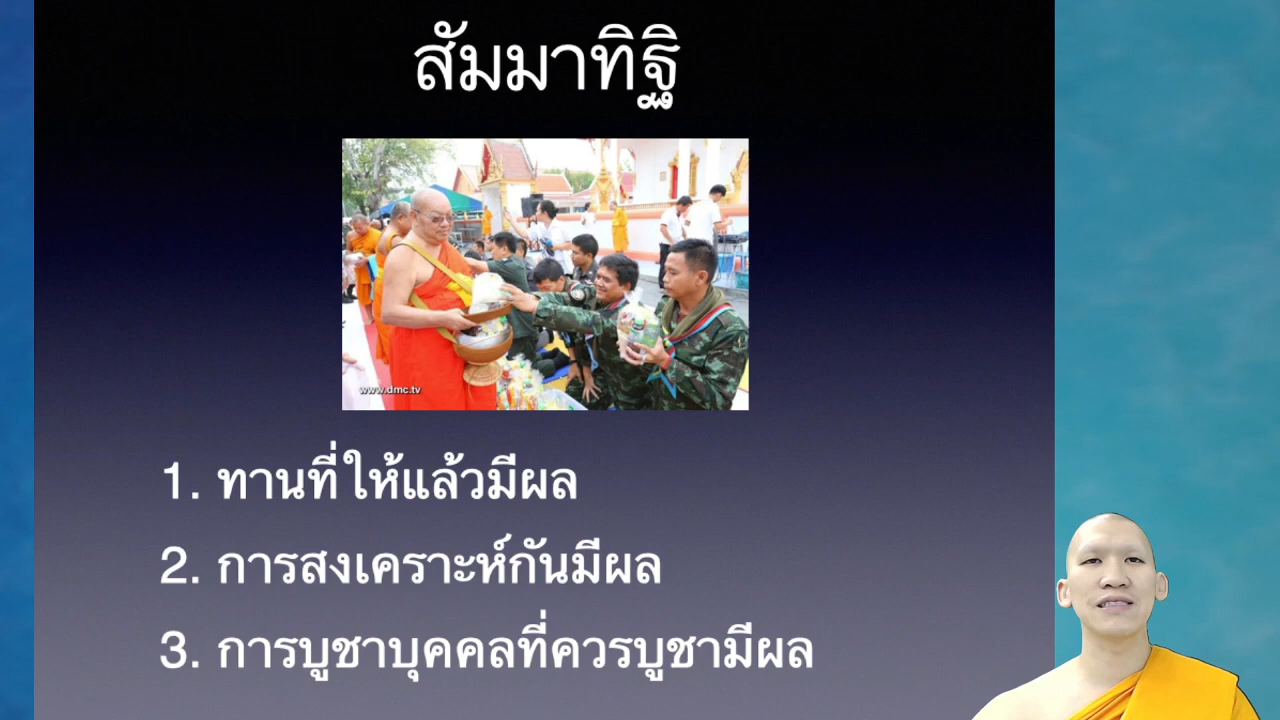 สัมมาทิฐิ
www.dmc.tv
1. ทานที่ให้แล้วมีผล
2. การสงเคราะห์กันมีผล
3. การบูชาบุคคลที่ควรบูชามีผล